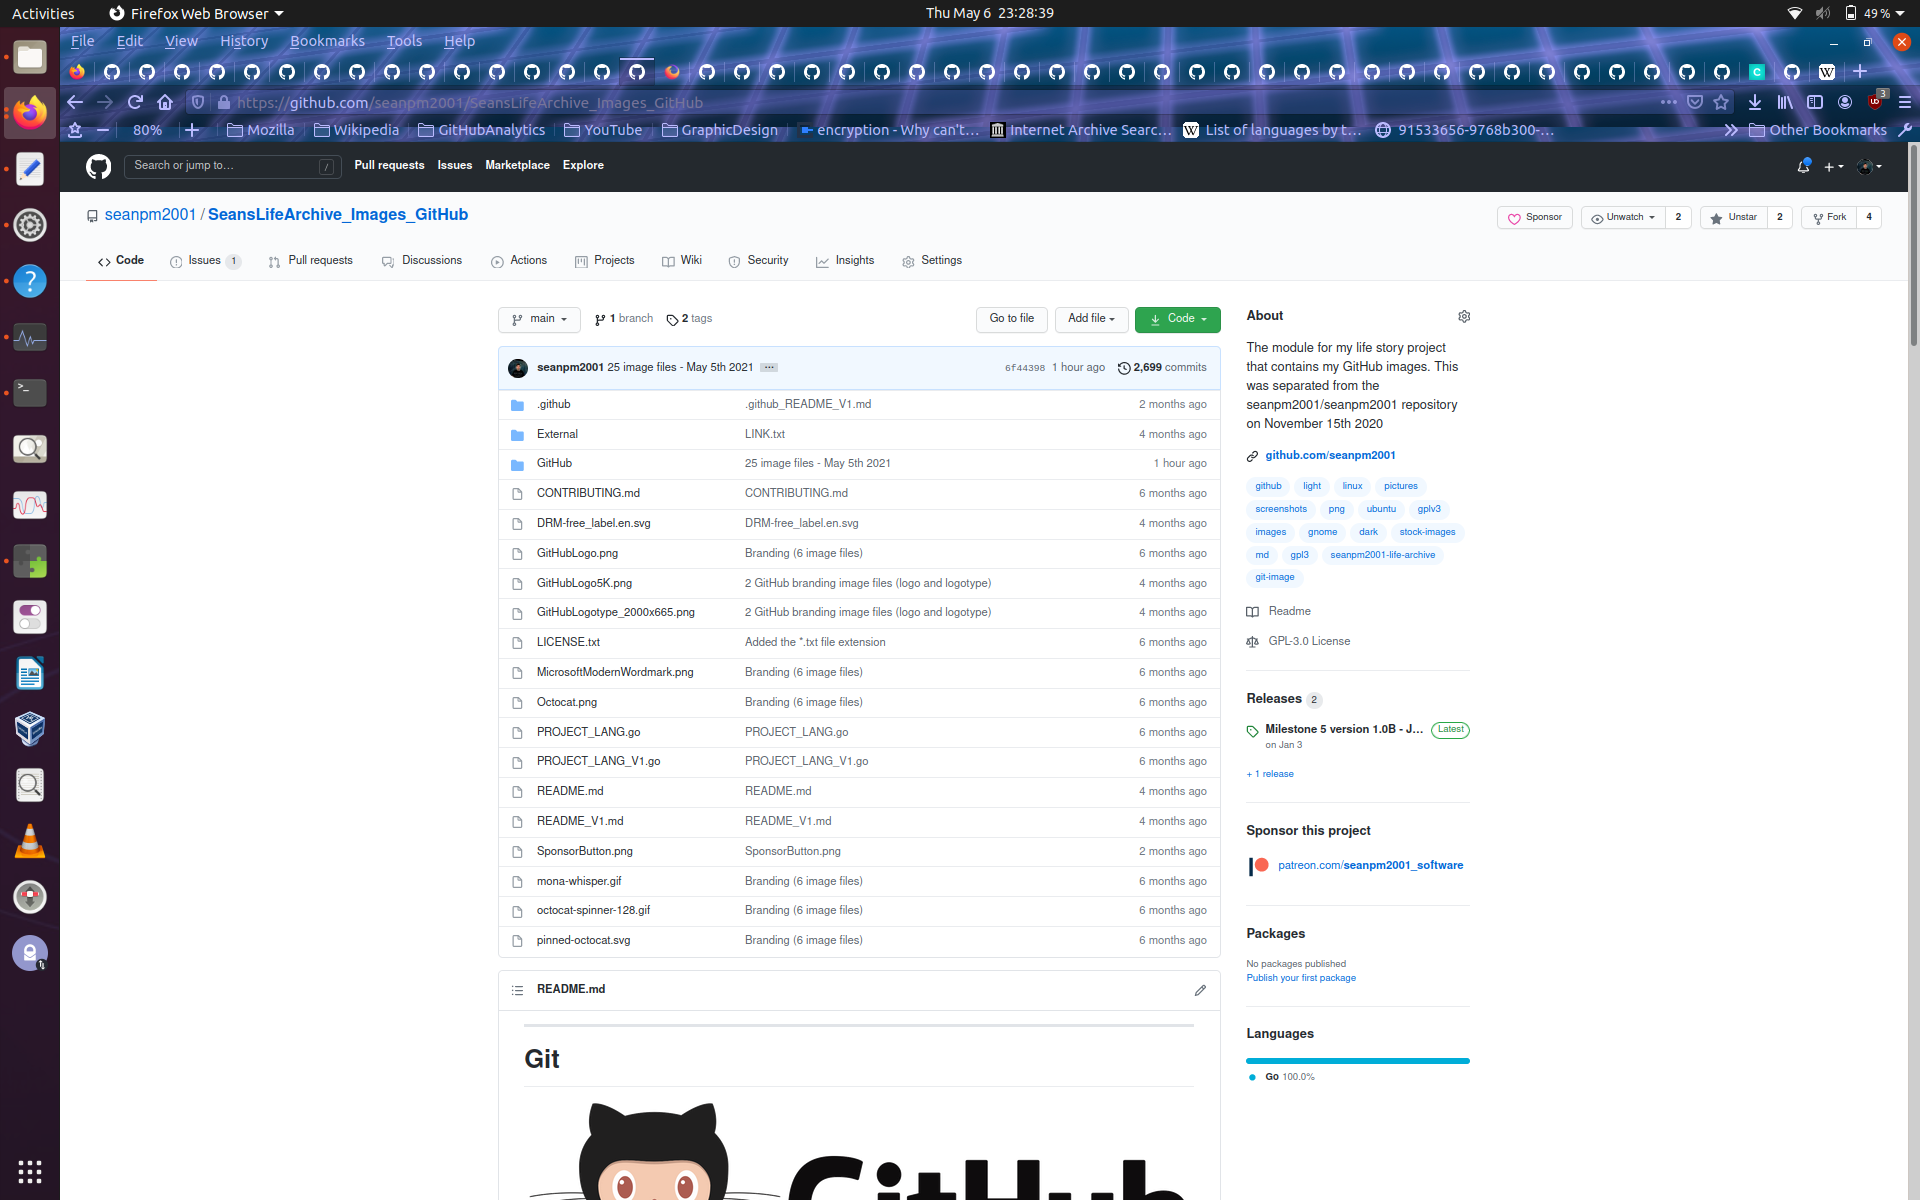 Activities Firefox Web Browser Thu May 6 23:28:39 49 %
File Edit View History Bookmarks Tools Help
https://github.com/seanpm2001/SeansLifeArchive_Images_GitHub 3
80% Mozilla Wikipedia GitHubAnalytics YouTube GraphicDesign encryption - Why can't... Internet Archive Searc... List of languages by t... 91533656-9768b300-... Other Bookmarks
Search or jump to... / Pull requests Issues Marketplace Explore
seanpm2001 / SeansLifeArchive_Images_GitHub Sponsor Unwatch 2 Unstar 2 Fork 4
Code Issues 1 Pull requests Discussions Actions Projects Wiki Security Insights Settings
main 1 branch 2 tags Go to file Add file Code
seanpm2001 25 image files - May 5th 2021 ... 6f44398 1 hour ago 2,699 commits
.github .github_README_V1.md 2 months ago
External LINK.txt 4 months ago
GitHub 25 image files - May 5th 2021 1 hour ago
CONTRIBUTING.md CONTRIBUTING.md 6 months ago
DRM-free_label.en.svg DRM-free_label.en.svg 4 months ago
GitHubLogo.png Branding (6 image files) 6 months ago
GitHubLogo5K.png 2 GitHub branding image files (logo and logotype) 4 months ago
GitHubLogotype_2000x665.png 2 GitHub branding image files (logo and logotype) 4 months ago
LICENSE.txt Added the *.txt file extension 6 months ago
MicrosoftModernWordmark.png Branding (6 image files) 6 months ago
Octocat.png Branding (6 image files) 6 months ago
PROJECT_LANG.go PROJECT_LANG.go 6 months ago
PROJECT_LANG_V1.go PROJECT_LANG_V1.go 6 months ago
README.md README.md 4 months ago
README_V1.md README_V1.md 4 months ago
SponsorButton.png SponsorButton.png 2 months ago
mona-whisper.gif Branding (6 image files) 6 months ago
octocat-spinner-128.gif Branding (6 image files) 6 months ago
pinned-octocat.svg Branding (6 image files) 6 months ago
README.md
Git
GitHub
About
The module for my life story project
that contains my GitHub images. This
was separated from the
seanpm2001/seanpm2001 repository
on November 15th 2020
github.com/seanpm2001
github light linux pictures
screenshots png ubuntu gplv3
images gnome dark stock-images
md gpl3 seanpm2001-life-archive
git-image
Readme
GPL-3.0 License
Releases 2
Milestone 5 version 1.0B - J... Latest
on Jan 3
+ 1 release
Sponsor this project
patreon.com/seanpm2001_software
Packages
No packages published
Publish your first package
Languages
Go 100.0%